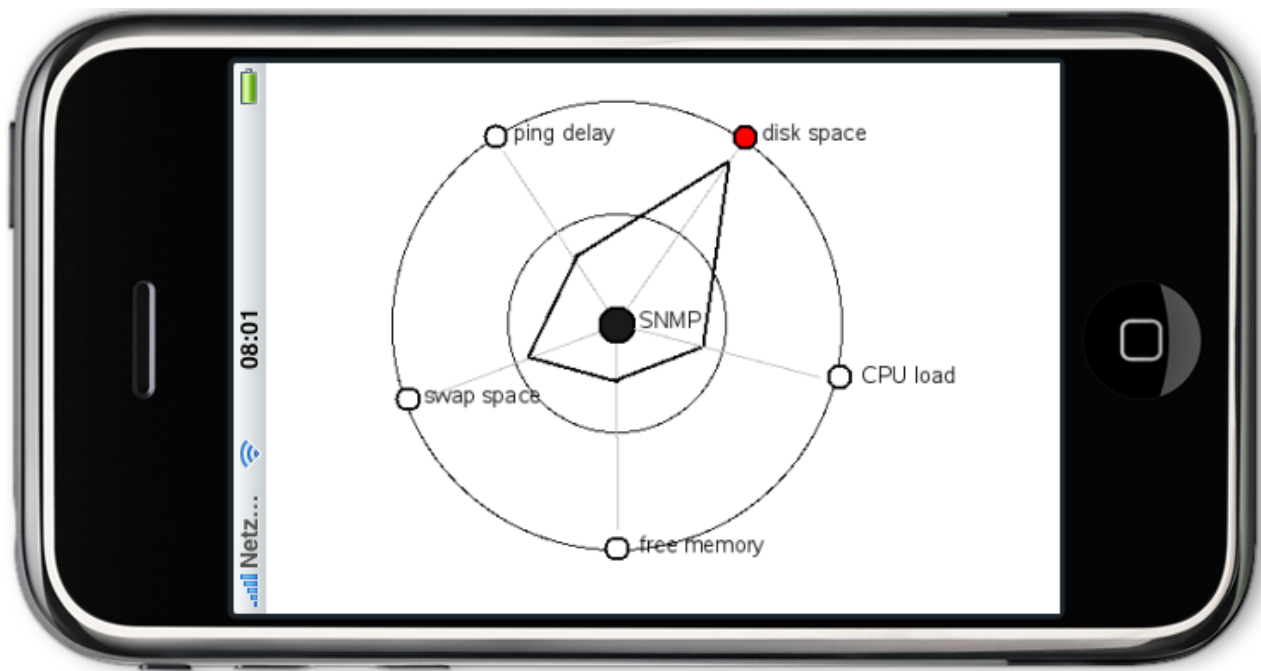 ping delay
disk space
SNMP
CPU load
swap space
free memory
08:01
Netz...